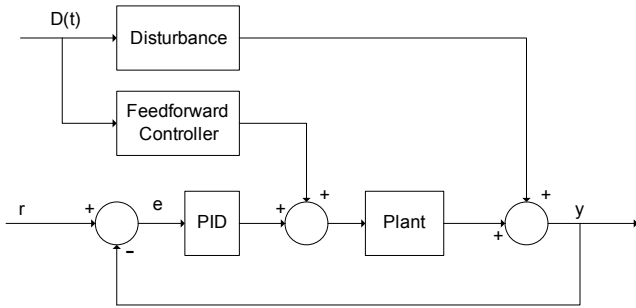 D(t)
Disturbance
Feedforward
Controller
r
+
-
e
PID
+
+
Plant
+
+
y